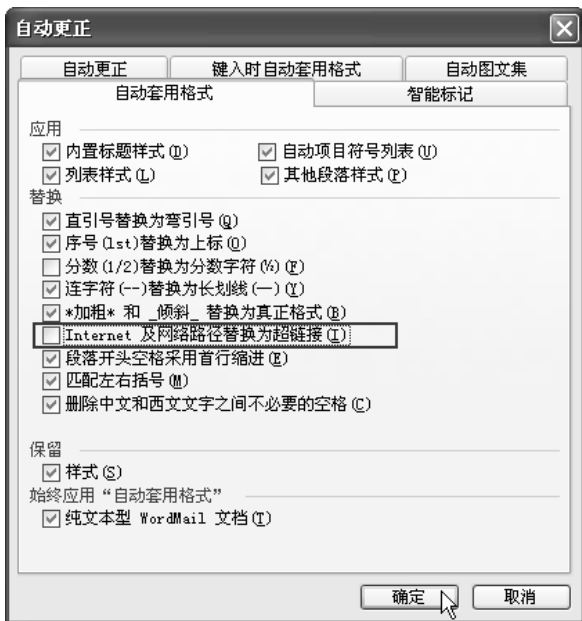 自动更正
自动更正 键入时自动套用格式 自动图文集
自动套用格式 智能标记
应用
内置标题样式(D) 自动项目符号列表(U)
列表样式(L) 其他段落样式(P)
替换
直引号替换为弯引号(Q)
序号(1st)替换为上标(O)
分数(1/2)替换为分数字符(½)(F)
连字符(--)替换为长划线(—)(Y)
*加粗* 和 _倾斜_ 替换为真正格式(B)
Internet 及网络路径替换为超链接(I)
段落开头空格采用首行缩进(E)
匹配左右括号(M)
删除中文和西文文字之间不必要的空格(C)
保留
样式(S)
始终应用“自动套用格式”
纯文本型 WordMail 文档(T)
确定 取消